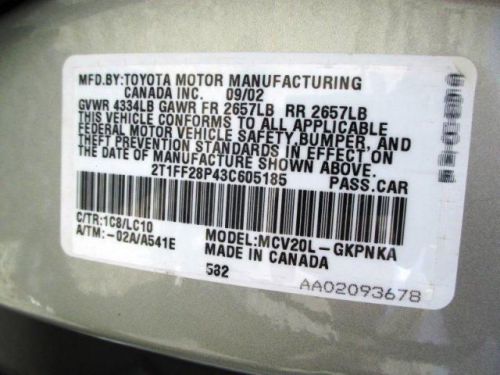 MFD.BY:TOYOTA MOTOR MANUFACTURING
CANADA INC. 09/02
GVWR 4334LB GAWR FR 2657LB RR 2657LB
THIS VEHICLE CONFORMS TO ALL APPLICABLE
FEDERAL MOTOR VEHICLE SAFETY, BUMPER, AND
THEFT PREVENTION STANDARDS IN EFFECT ON
THE DATE OF MANUFACTURE SHOWN ABOVE.
2T1FF28P43C605185 PASS.CAR
C/TR:1C8/LC10
A/TM:-02A/A541E
MODEL:MCV20L-GKPNKA
MADE IN CANADA
582
AA02093678